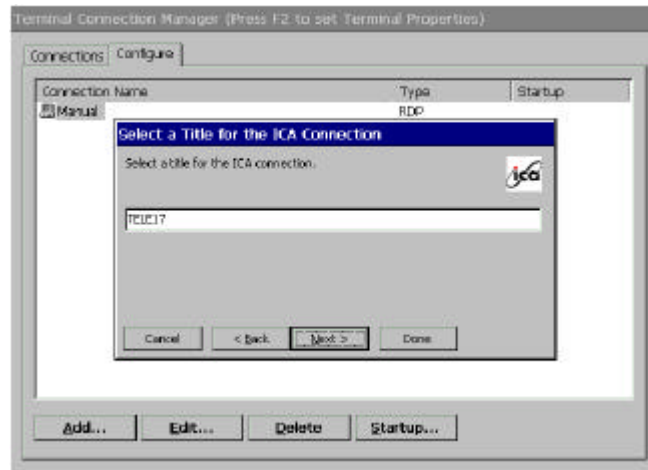 Terminal Connection Manager (Press F2 to set Terminal Properties)
Connections Configure
Connection Name Type Startup
Manual RDP
Select a Title for the ICA Connection
Select a title for the ICA connection.
ica
TELE17
Cancel < Back Next > Done
Add... Edit... Delete Startup...